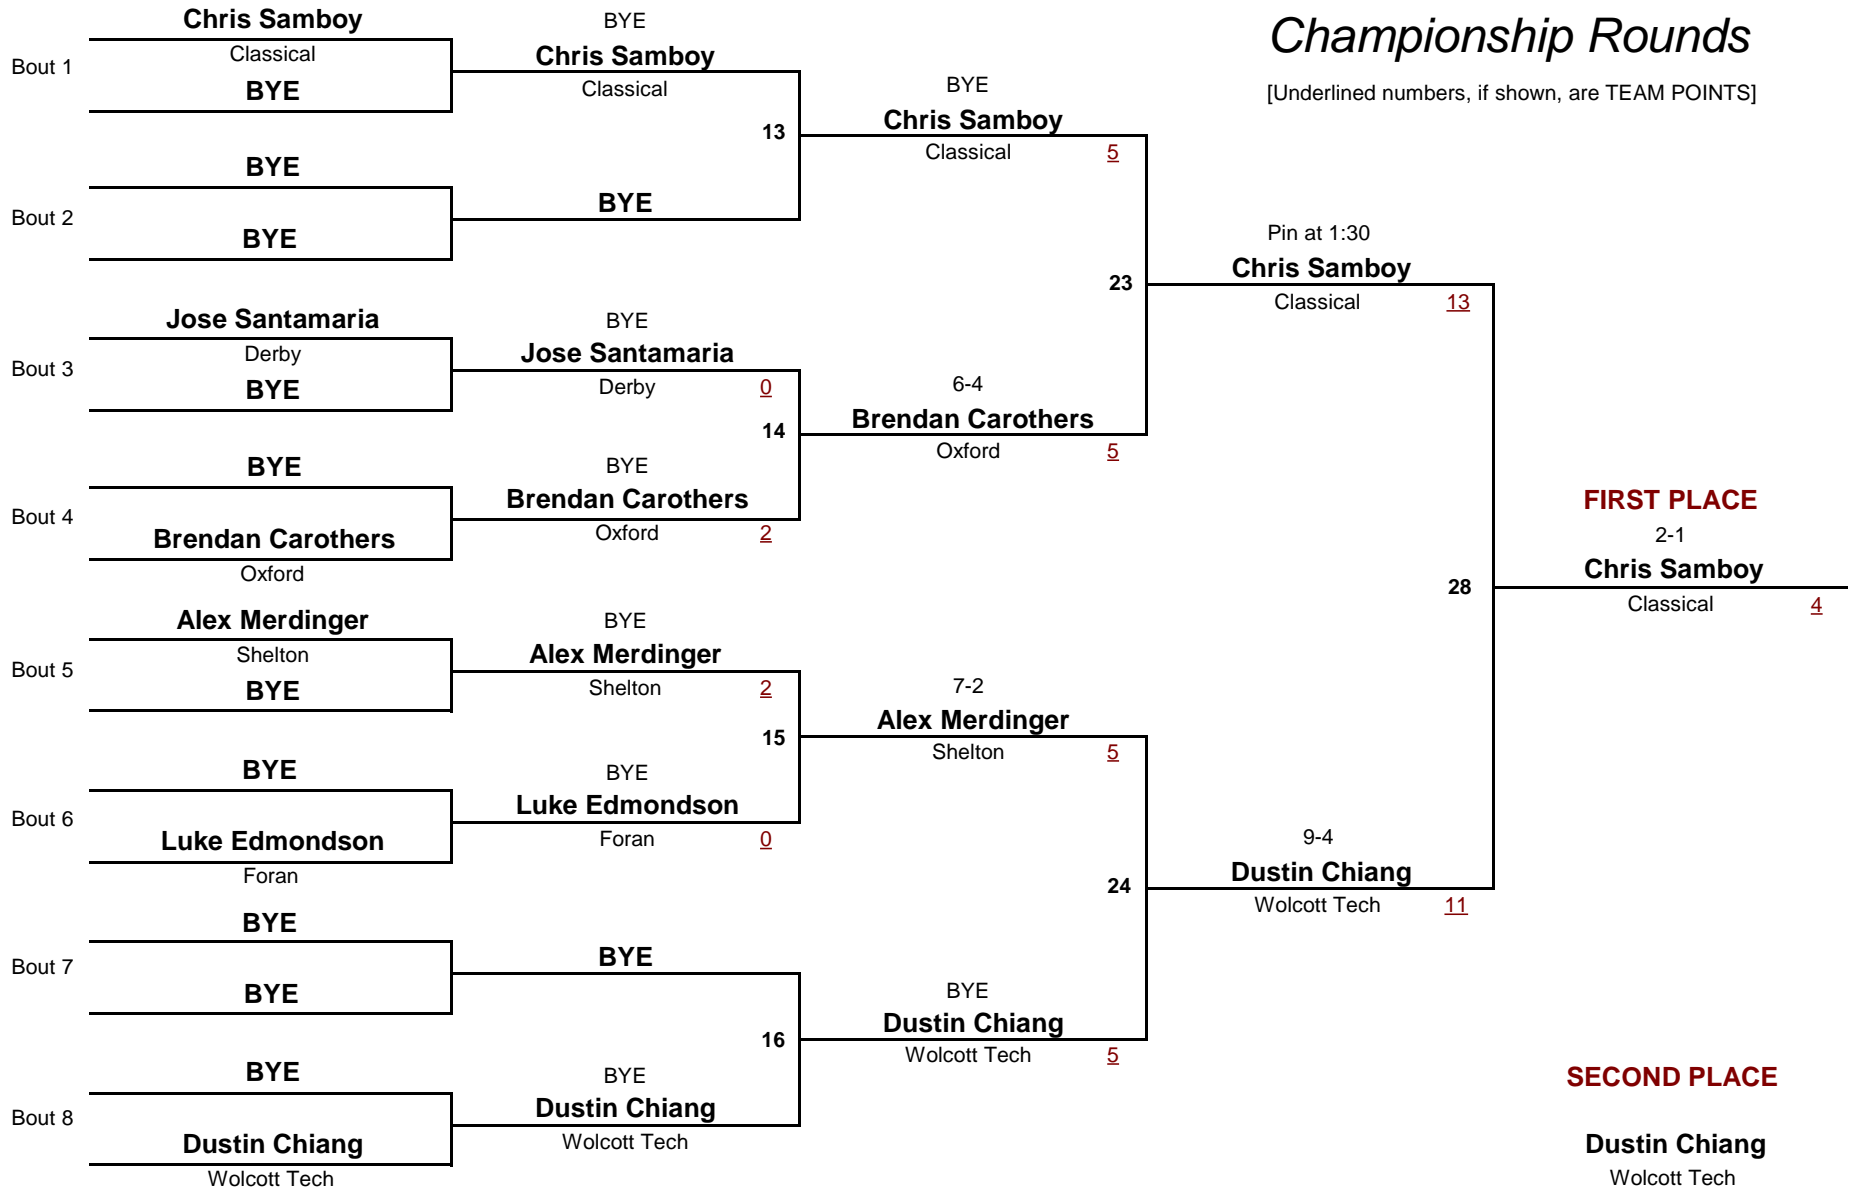 Championship Rounds
[Underlined numbers, if shown, are TEAM POINTS]
Bout 1
Chris Samboy
Classical
BYE
Bout 2
BYE
BYE
Bout 3
Jose Santamaria
Derby
BYE
Bout 4
BYE
Brendan Carothers
Oxford
Bout 5
Alex Merdinger
Shelton
BYE
Bout 6
BYE
Luke Edmondson
Foran
Bout 7
BYE
BYE
Bout 8
BYE
Dustin Chiang
Wolcott Tech
BYE
Chris Samboy
Classical
13
BYE
BYE
Jose Santamaria
Derby 0
14
BYE
Brendan Carothers
Oxford 2
BYE
Alex Merdinger
Shelton 2
15
BYE
Luke Edmondson
Foran 0
BYE
16
BYE
Dustin Chiang
Wolcott Tech
BYE
Chris Samboy
Classical 5
23
6-4
Brendan Carothers
Oxford 5
7-2
Alex Merdinger
Shelton 5
24
BYE
Dustin Chiang
Wolcott Tech 5
Pin at 1:30
Chris Samboy
Classical 13
28
9-4
Dustin Chiang
Wolcott Tech 11
FIRST PLACE
2-1
Chris Samboy
Classical 4
SECOND PLACE
Dustin Chiang
Wolcott Tech